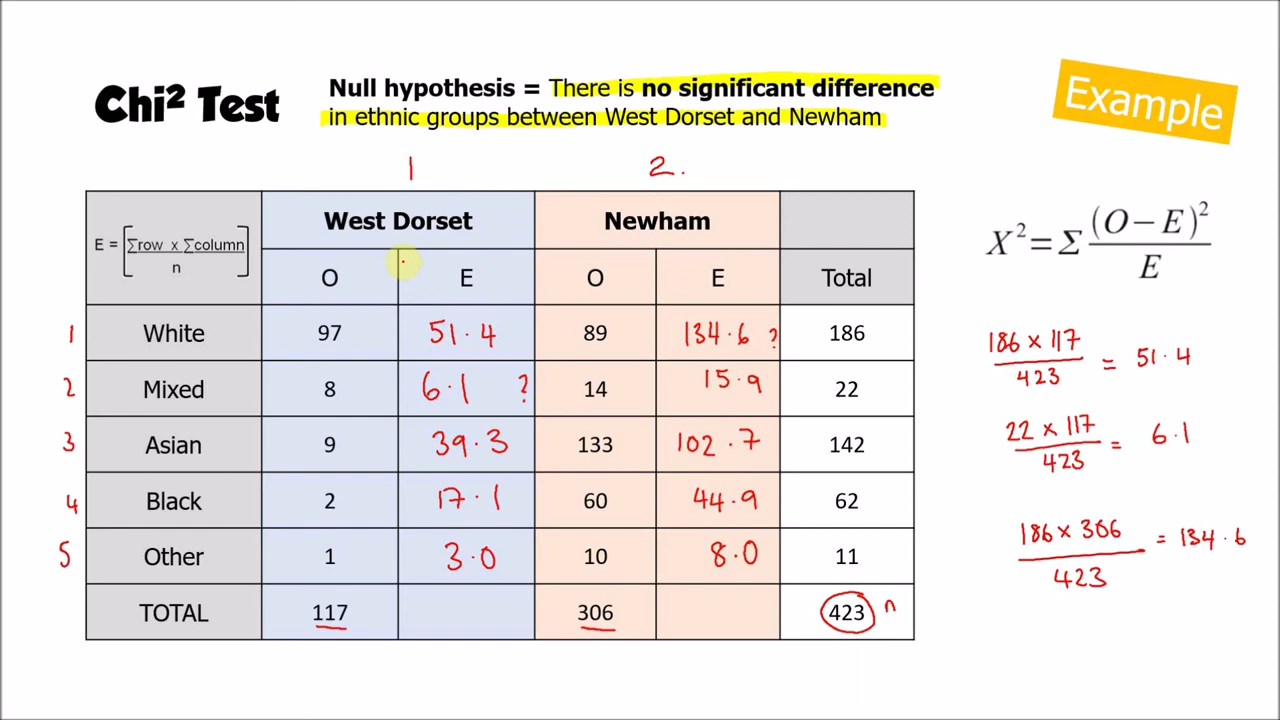 Chi² Test
Null hypothesis = There is no significant difference
in ethnic groups between West Dorset and Newham
Example
1 2.
E = [∑row x ∑column / n] West Dorset Newham
O E O E Total
1 White 97 51.4 89 134.6 ? 186
2 Mixed 8 6.1 ? 14 15.9 22
3 Asian 9 39.3 133 102.7 142
4 Black 2 17.1 60 44.9 62
5 Other 1 3.0 10 8.0 11
TOTAL 117 306 423 n
X² = Σ (O − E)² / E
186 x 117 / 423 = 51.4
22 x 117 / 423 = 6.1
186 x 306 / 423 = 134.6